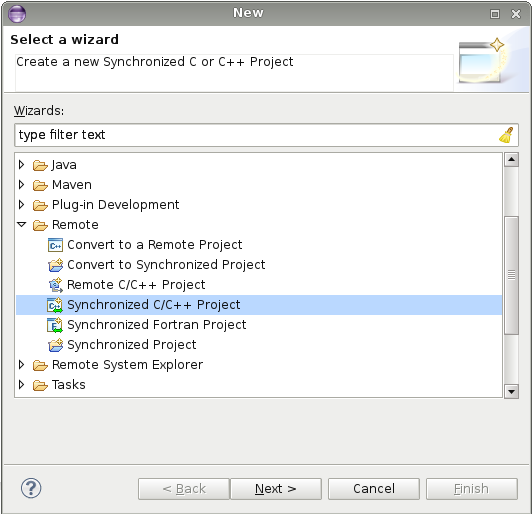 New
Select a wizard
Create a new Synchronized C or C++ Project
Wizards:
type filter text
Java
Maven
Plug-in Development
Remote
Convert to a Remote Project
Convert to Synchronized Project
Remote C/C++ Project
Synchronized C/C++ Project
Synchronized Fortran Project
Synchronized Project
Remote System Explorer
Tasks
< Back Next > Cancel Finish